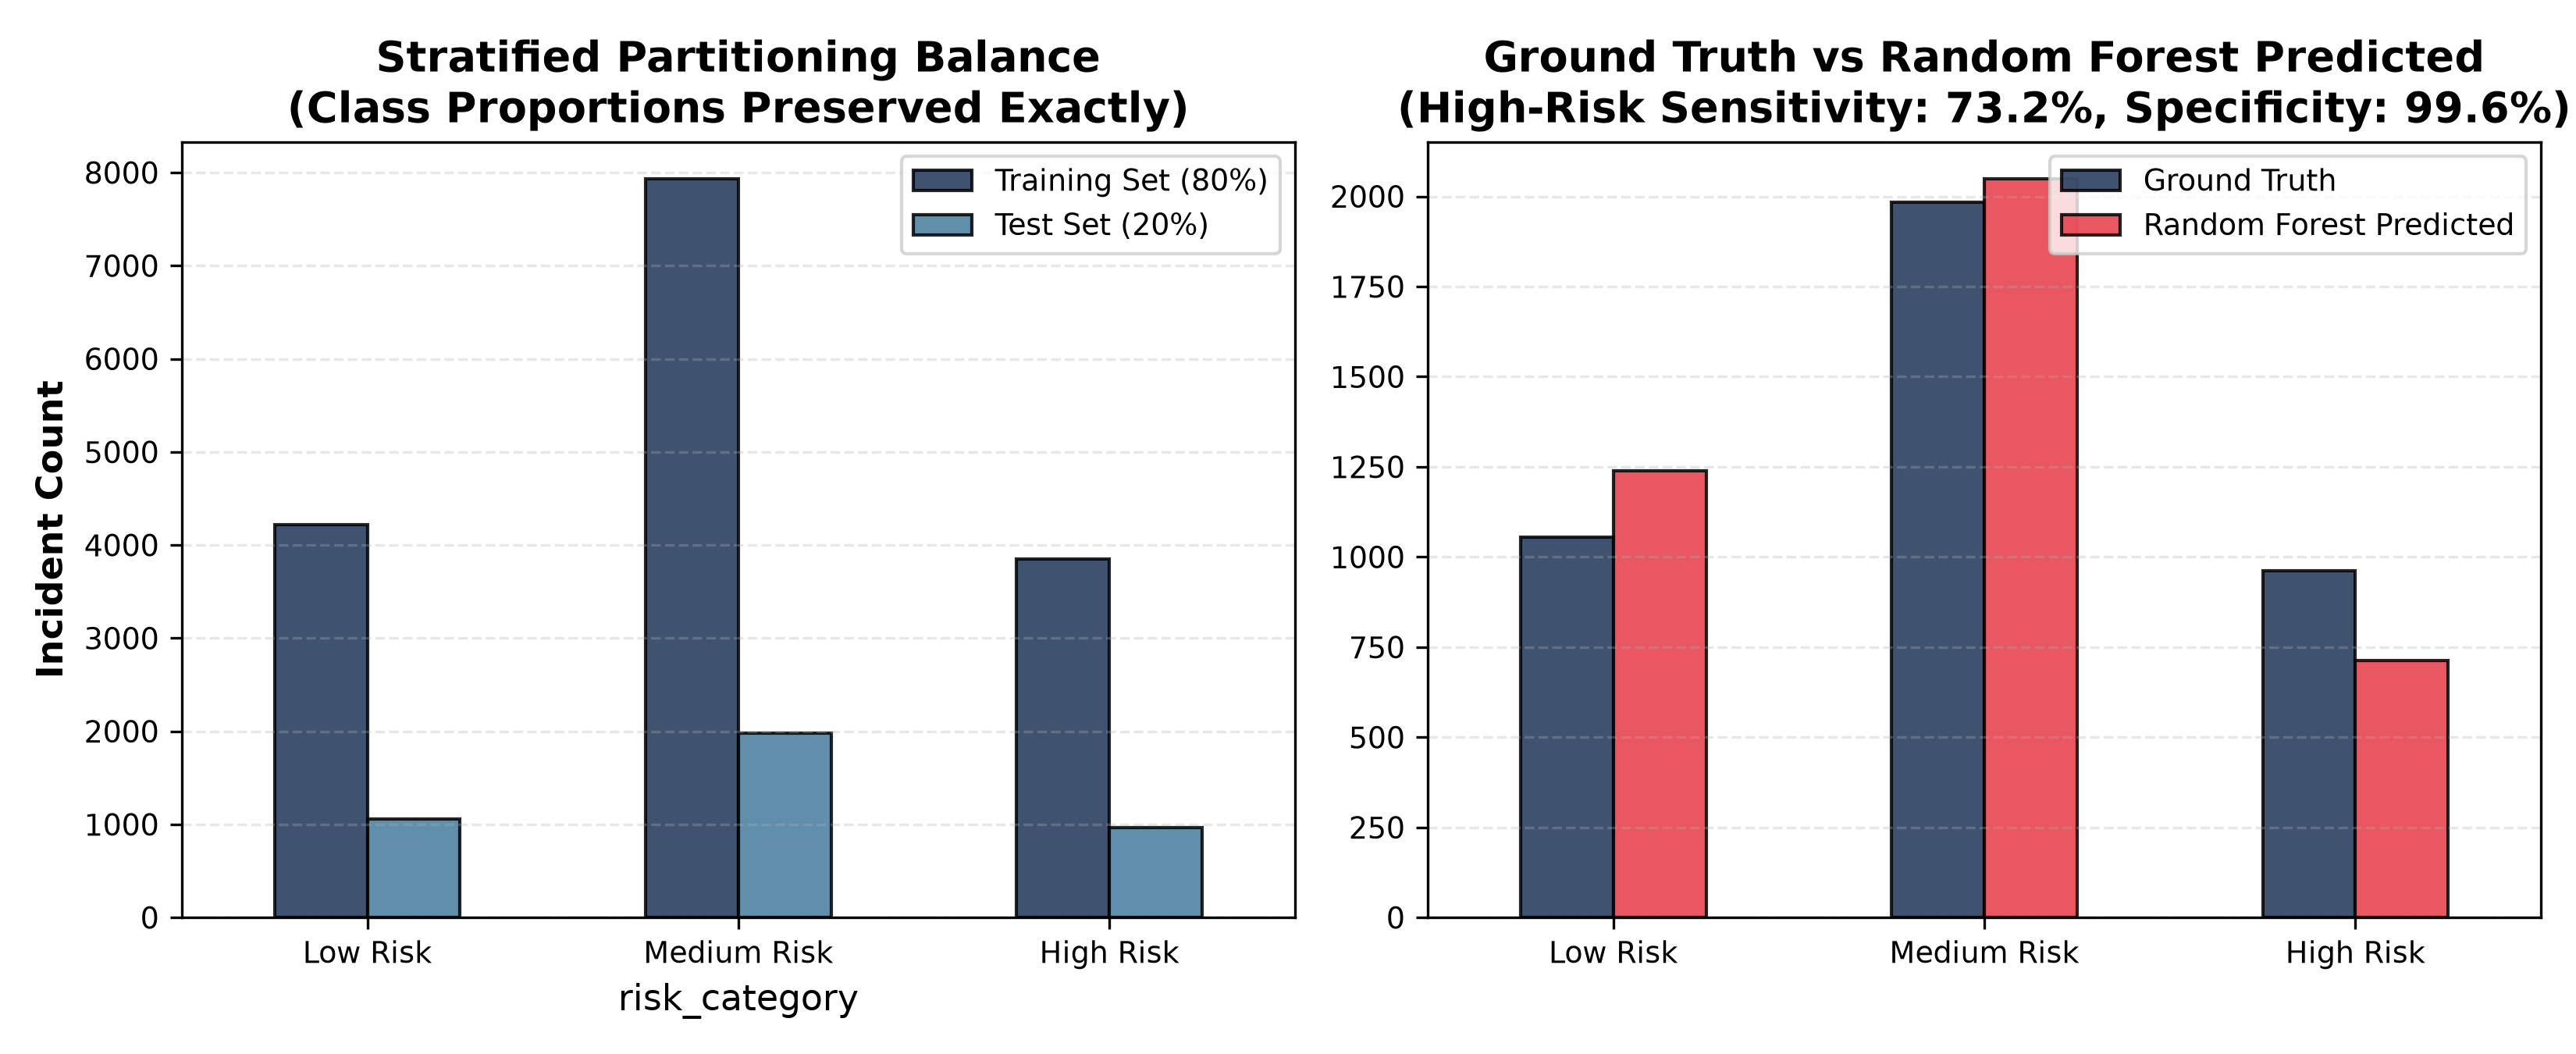 Stratified Partitioning Balance
(Class Proportions Preserved Exactly)
Incident Count
8000
7000
6000
5000
4000
3000
2000
1000
0
Training Set (80%)
Test Set (20%)
Low Risk
Medium Risk
High Risk
risk_category
Ground Truth vs Random Forest Predicted
(High-Risk Sensitivity: 73.2%, Specificity: 99.6%)
2000
1750
1500
1250
1000
750
500
250
0
Ground Truth
Random Forest Predicted
Low Risk
Medium Risk
High Risk